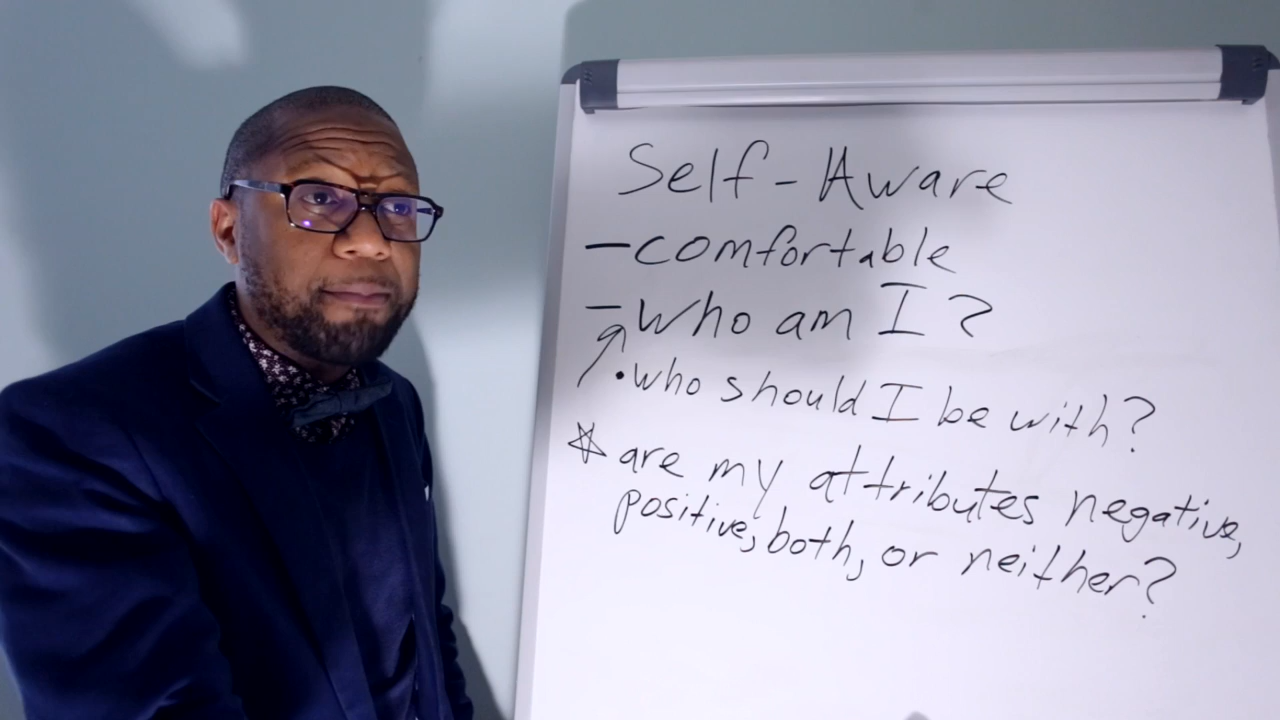 Self-Aware
-comfortable
-Who am I?
•who should I be with?
☆ are my attributes negative,
positive, both, or neither?